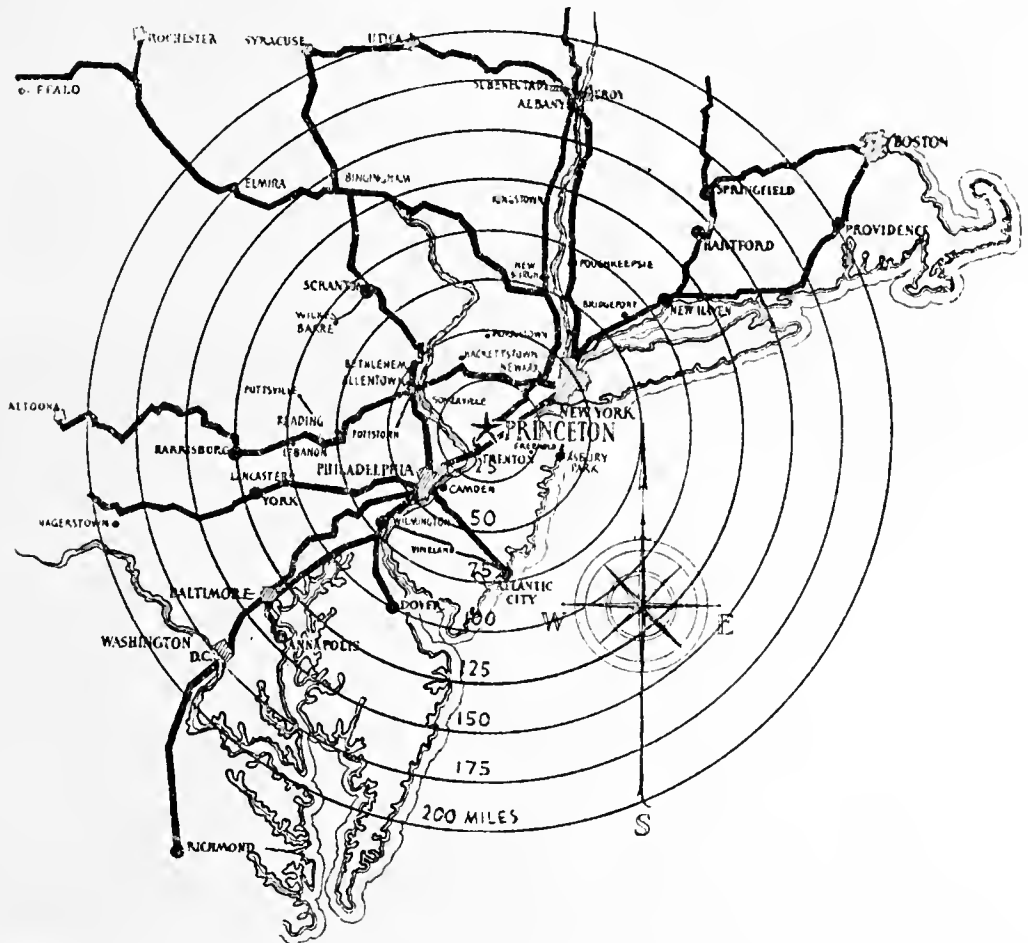 ROCHESTER
SYRACUSE
UTICA
SCHENECTADY
ALBANY
TROY
BOSTON
ELMIRA
BINGINGHAM
KINGSTOWN
SPRINGFIELD
HARTFORD
PROVIDENCE
POUGHKEEPSIE
SCRANTON
WILKES
BARRE
BRIDGEPORT
NEW HAVEN
HACKETTSTOWN
NEWARK
BETHLEHEM
ALLENTOWN
POTTSVILLE
SOMERVILLE
NEW YORK
ALTOONA
READING
POTTSTOWN
PRINCETON
FREEHOLD
HARRISBURG
LEBANON
TRENTON
ASBURY
PARK
PHILADELPHIA
25
LANCASTER
YORK
CAMDEN
HAGERSTOWN
WILMINGTON
50
VINELAND
75
ATLANTIC
CITY
BALTIMORE
DOVER
100
W
E
WASHINGTON
D.C.
ANNAPOLIS
125
150
175
200 MILES
S
RICHMOND